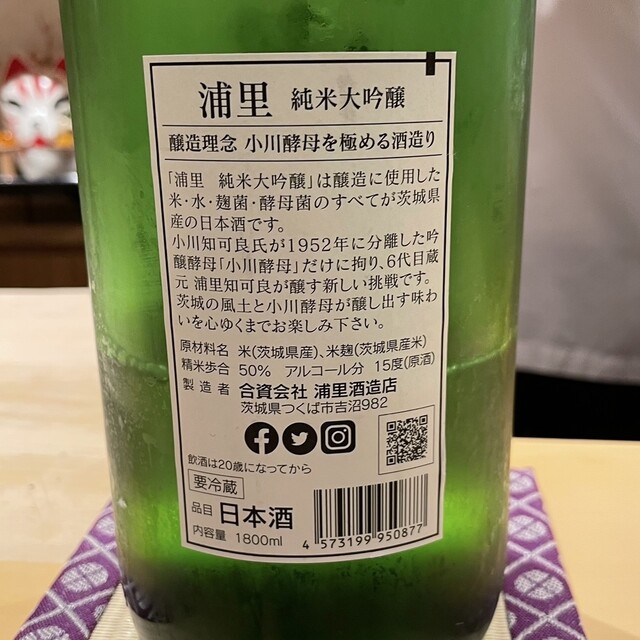 浦里 純米大吟醸
醸造理念 小川酵母を極める酒造り
「浦里 純米大吟醸」は醸造に使用した
米・水・麹菌・酵母菌のすべてが茨城県
産の日本酒です。
小川知可良氏が1952年に分離した吟
醸酵母「小川酵母」だけに拘り、6代目蔵
元 浦里知可良が醸す新しい挑戦です。
茨城の風土と小川酵母が醸し出す味わ
いを心ゆくまでお楽しみ下さい。
原材料名 米(茨城県産)、米麹(茨城県産米)
精米歩合 50% アルコール分 15度(原酒)
製造者 合資会社 浦里酒造店
茨城県つくば市吉沼982
飲酒は20歳になってから
要冷蔵
品目 日本酒
内容量 1800ml
4 573199 950877